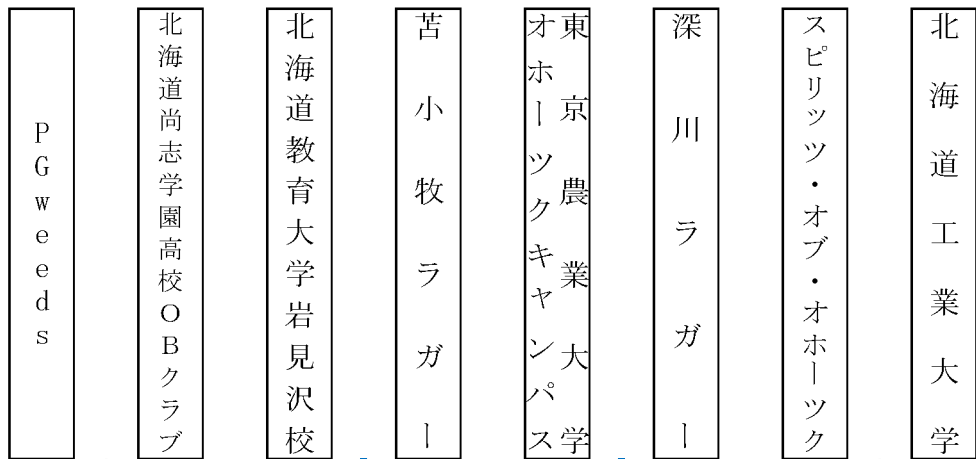 北海道工業大学
スピリッツ・オブ・オホーツク
深川ラガー
東京農業大学
オホーツクキャンパス
苫小牧ラガー
北海道教育大学岩見沢校
北海道尚志学園高校OBクラブ
PGweeds